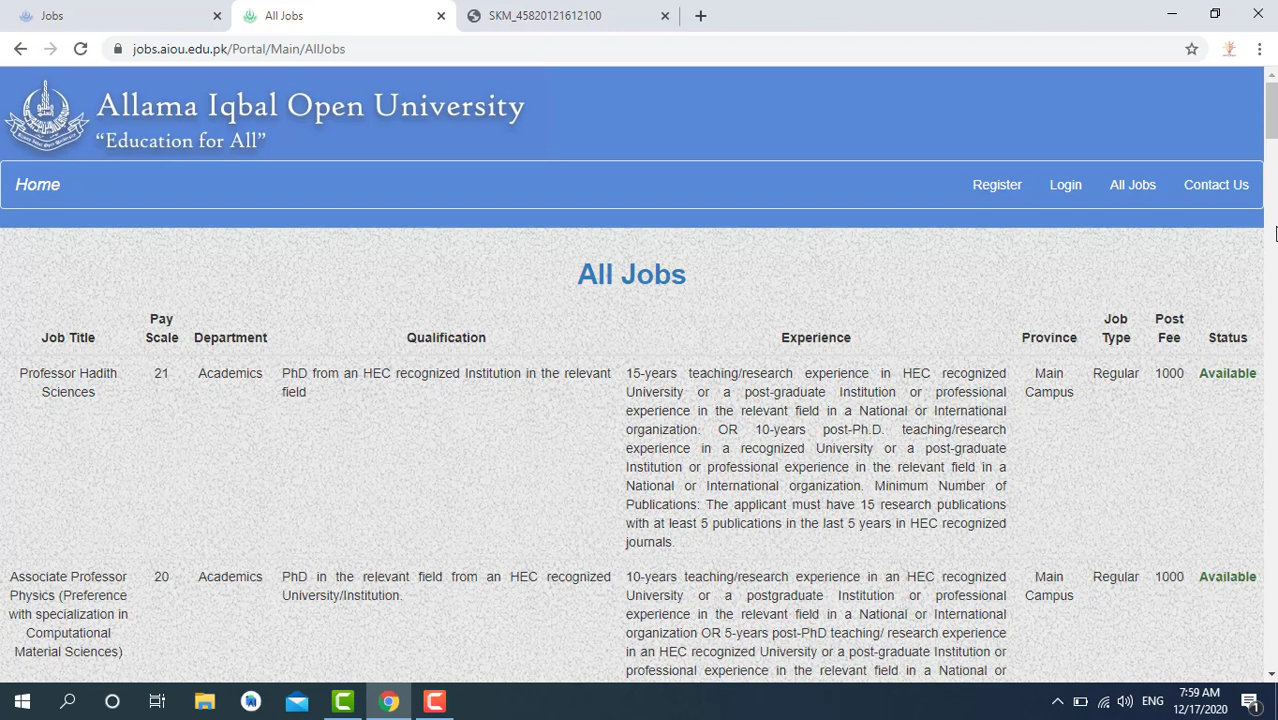 Jobs
All Jobs
SKM_45820121612100
jobs.aiou.edu.pk/Portal/Main/AllJobs
Allama Iqbal Open University
“Education for All”
Home
Register
Login
All Jobs
Contact Us
All Jobs
Job Title
Pay
Scale
Department
Qualification
Experience
Province
Job
Type
Post
Fee
Status
Professor Hadith
Sciences
21
Academics
PhD from an HEC recognized Institution in the relevant
field
15-years teaching/research experience in HEC recognized
University or a post-graduate Institution or professional
experience in the relevant field in a National or International
organization. OR 10-years post-Ph.D. teaching/research
experience in a recognized University or a post-graduate
Institution or professional experience in the relevant field in a
National or International organization. Minimum Number of
Publications: The applicant must have 15 research publications
with at least 5 publications in the last 5 years in HEC recognized
journals.
Main
Campus
Regular
1000
Available
Associate Professor
Physics (Preference
with specialization in
Computational
Material Sciences)
20
Academics
PhD in the relevant field from an HEC recognized
University/Institution.
10-years teaching/research experience in an HEC recognized
University or a postgraduate Institution or professional
experience in the relevant field in a National or International
organization OR 5-years post-PhD teaching/ research experience
in an HEC recognized University or a post-graduate Institution or
professional experience in the relevant field in a National or
Main
Campus
Regular
1000
Available
ENG
7:59 AM
12/17/2020
1